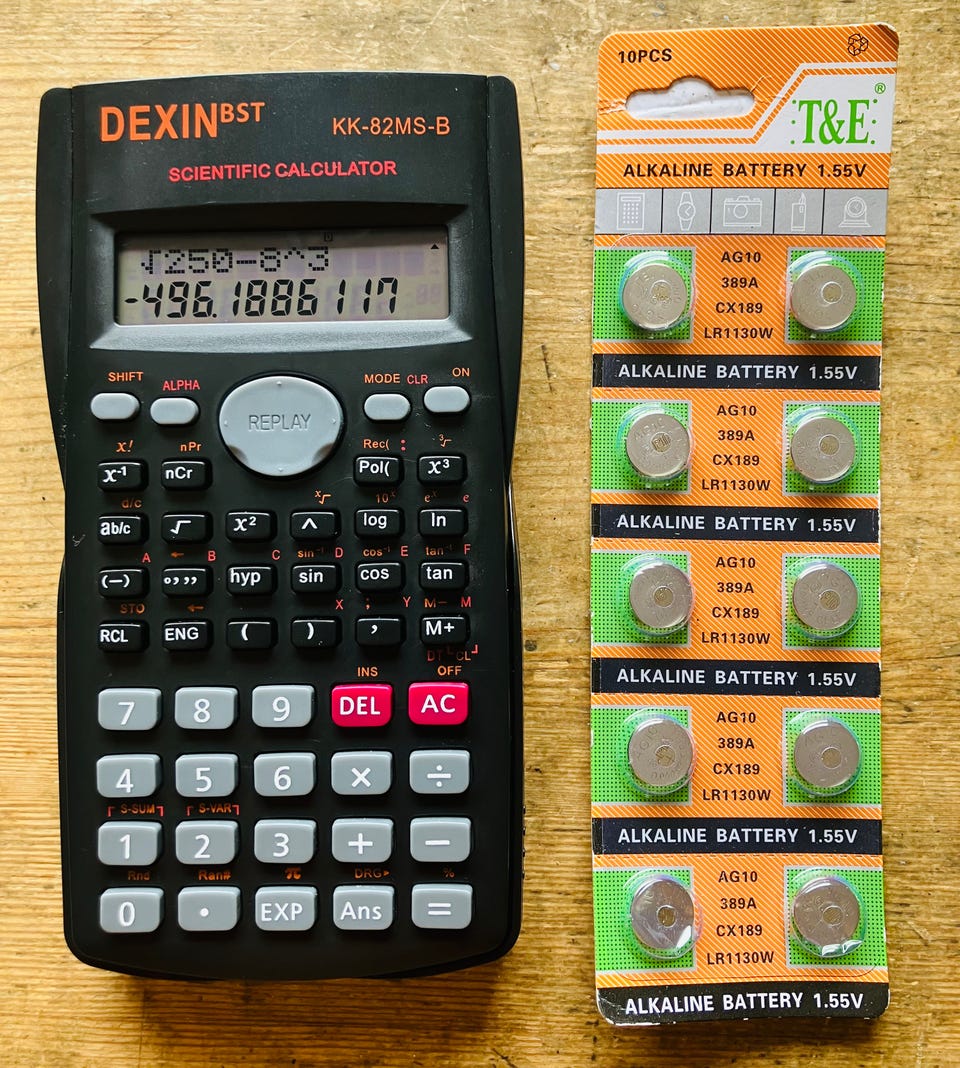 DEXIN BST
KK-82MS-B
SCIENTIFIC CALCULATOR
D
√250-8^3
-496.1886117
SHIFT ALPHA REPLAY MODE CLR ON
x! nPr Rec( : ³√
x⁻¹ nCr Pol( x³
d/c ˣ√ 10ˣ eˣ e
ab/c √ x² ^ log ln
A ← B C sin⁻¹ D cos⁻¹ E tan⁻¹ F
(−) °,,, hyp sin cos tan
STO ← X ; Y M− M
RCL ENG ( ) , M+
DT CL
INS OFF
7 8 9 DEL AC
4 5 6 × ÷
S-SUM S-VAR
1 2 3 + −
Rnd Ran# π DRG▸ %
0 • EXP Ans =
10PCS
T&E®
ALKALINE BATTERY 1.55V
AG10
389A
CX189
LR1130W
ALKALINE BATTERY 1.55V
AG10
389A
CX189
LR1130W
ALKALINE BATTERY 1.55V
AG10
389A
CX189
LR1130W
ALKALINE BATTERY 1.55V
AG10
389A
CX189
LR1130W
ALKALINE BATTERY 1.55V
AG10
389A
CX189
LR1130W
ALKALINE BATTERY 1.55V